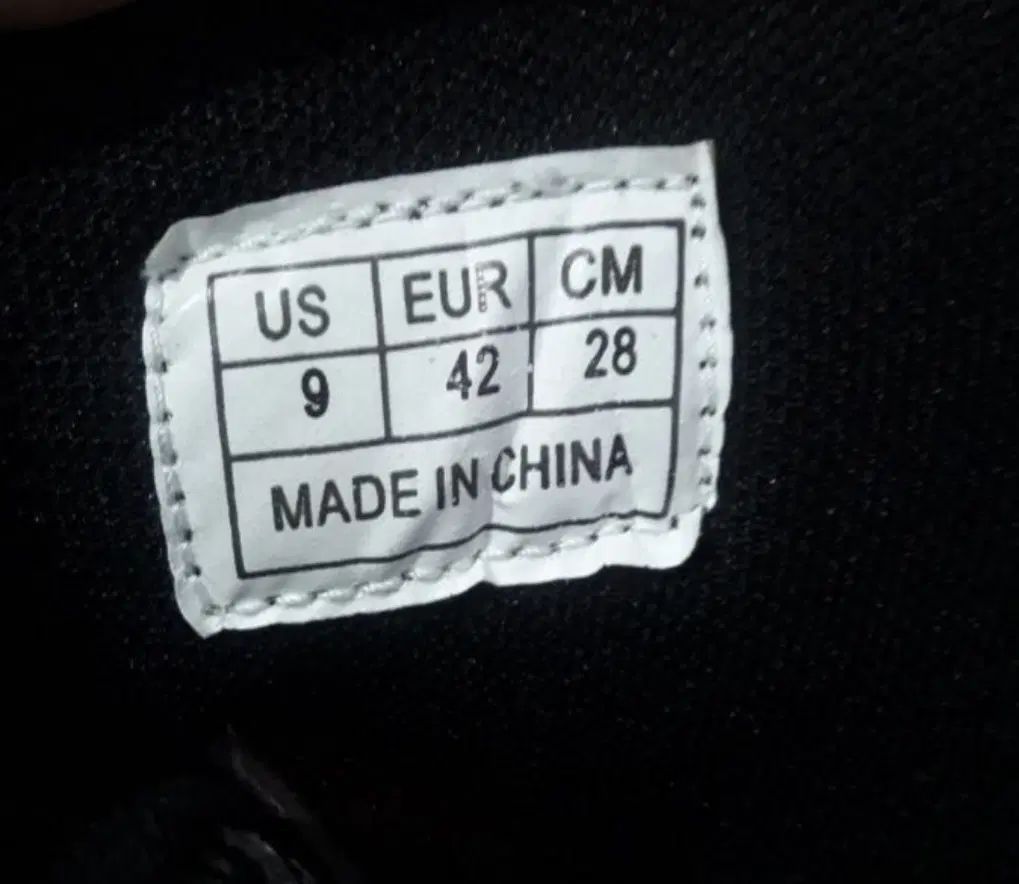 US EUR CM
9 42 28
MADE IN CHINA